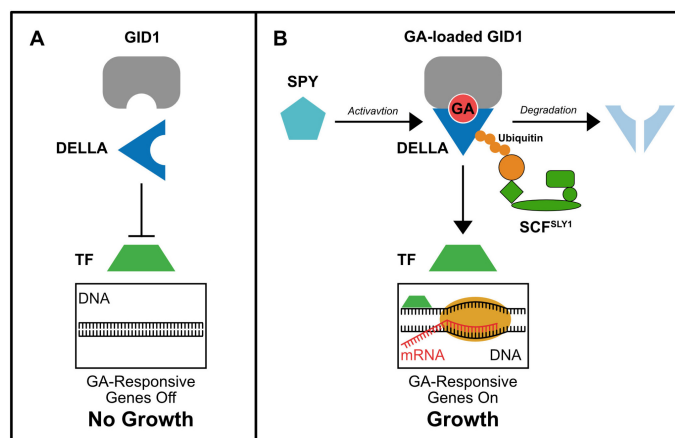 A
GID1
DELLA
TF
DNA
GA-Responsive
Genes Off
No Growth
B
GA-loaded GID1
SPY
Activavtion
GA
Degradation
DELLA
Ubiquitin
SCFSLY1
TF
mRNA
DNA
GA-Responsive
Genes On
Growth